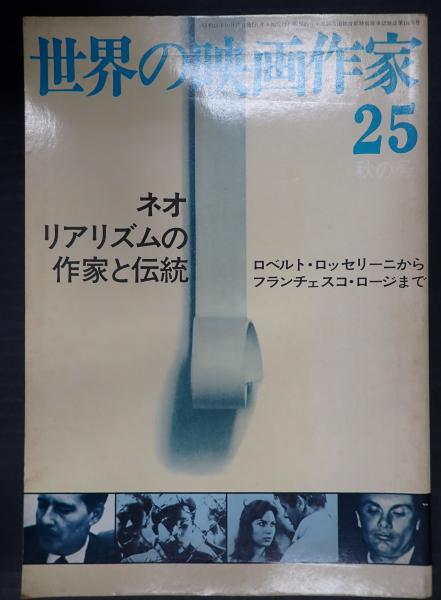 世界の映画作家
25
秋の号
ネオ
リアリズムの
作家と伝統
ロベルト・ロッセリーニから
フランチェスコ・ロージまで